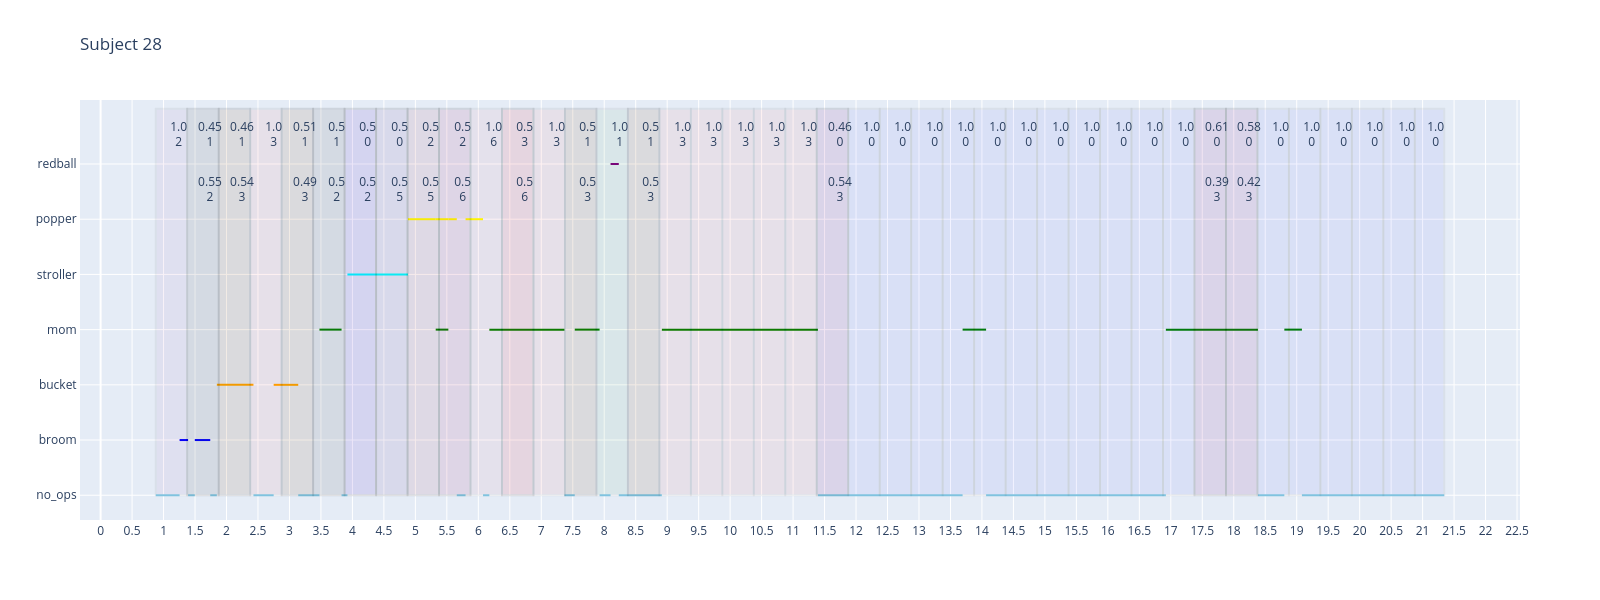 Subject 28
1.0 0.45 0.46 1.0 0.51 0.5 0.5 0.5 0.5 0.5 1.0 0.5 1.0 0.5 1.0 0.5 1.0 1.0 1.0 1.0 1.0 0.46 1.0 1.0 1.0 1.0 1.0 1.0 1.0 1.0 1.0 1.0 1.0 0.61 0.58 1.0 1.0 1.0 1.0 1.0 1.0
2 1 1 3 1 1 0 0 2 2 6 3 3 1 1 1 3 3 3 3 3 0 0 0 0 0 0 0 0 0 0 0 0 0 0 0 0 0 0 0 0
redball
0.55 0.54 0.49 0.5 0.5 0.5 0.5 0.5 0.5 0.5 0.5 0.54 0.39 0.42
2 3 3 2 2 5 5 6 6 3 3 3 3 3
popper
stroller
mom
bucket
broom
no_ops
0 0.5 1 1.5 2 2.5 3 3.5 4 4.5 5 5.5 6 6.5 7 7.5 8 8.5 9 9.5 10 10.5 11 11.5 12 12.5 13 13.5 14 14.5 15 15.5 16 16.5 17 17.5 18 18.5 19 19.5 20 20.5 21 21.5 22 22.5